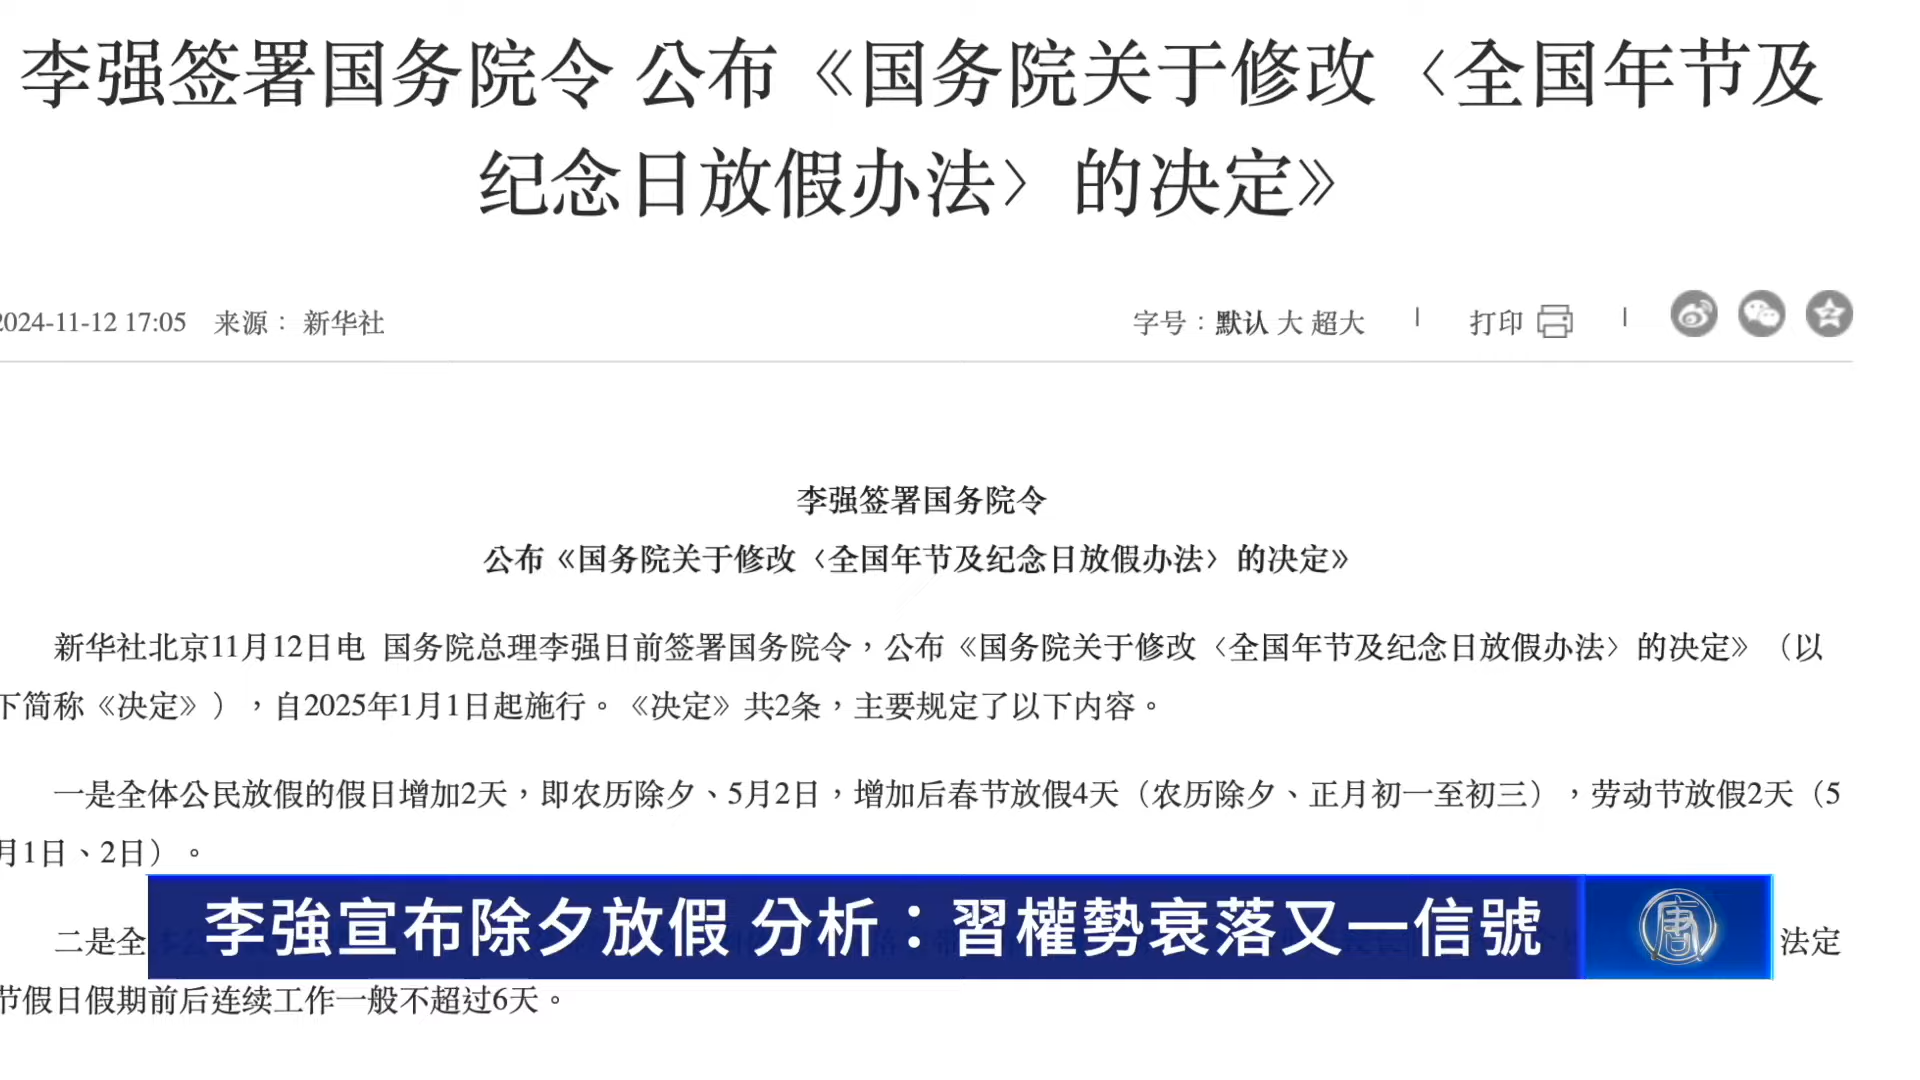 李强签署国务院令 公布《国务院关于修改〈全国年节及
纪念日放假办法〉的决定》
2024-11-12 17:05 来源： 新华社
字号：默认 大 超大 | 打印 |
李强签署国务院令
公布《国务院关于修改〈全国年节及纪念日放假办法〉的决定》
新华社北京11月12日电 国务院总理李强日前签署国务院令，公布《国务院关于修改〈全国年节及纪念日放假办法〉的决定》（以
下简称《决定》），自2025年1月1日起施行。《决定》共2条，主要规定了以下内容。
一是全体公民放假的假日增加2天，即农历除夕、5月2日，增加后春节放假4天（农历除夕、正月初一至初三），劳动节放假2天（5
月1日、2日）。
二是全 法定
节假日假期前后连续工作一般不超过6天。
李強宣布除夕放假 分析：習權勢衰落又一信號
唐